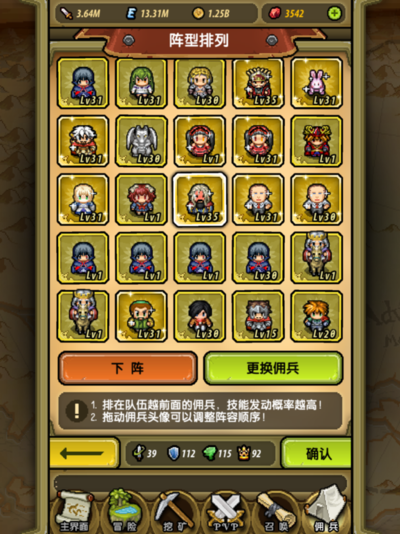 3.64M E 13.31M 1.25B 3542
阵型排列
Lv31 Lv31 Lv30 Lv35 Lv31
Lv31 Lv1 Lv1 Lv1 Lv1
Lv31 Lv1 Lv35 Lv31 Lv30
Lv1 Lv1 Lv1 Lv1 Lv1
Lv1 Lv31 Lv30 Lv15 Lv20
下阵 更换佣兵
1. 排在队伍越前面的佣兵，技能发动概率越高！
2. 拖动佣兵头像可以调整阵容顺序！
39 112 115 92 确认
主界面 冒险 挖矿 PVP 召唤 佣兵